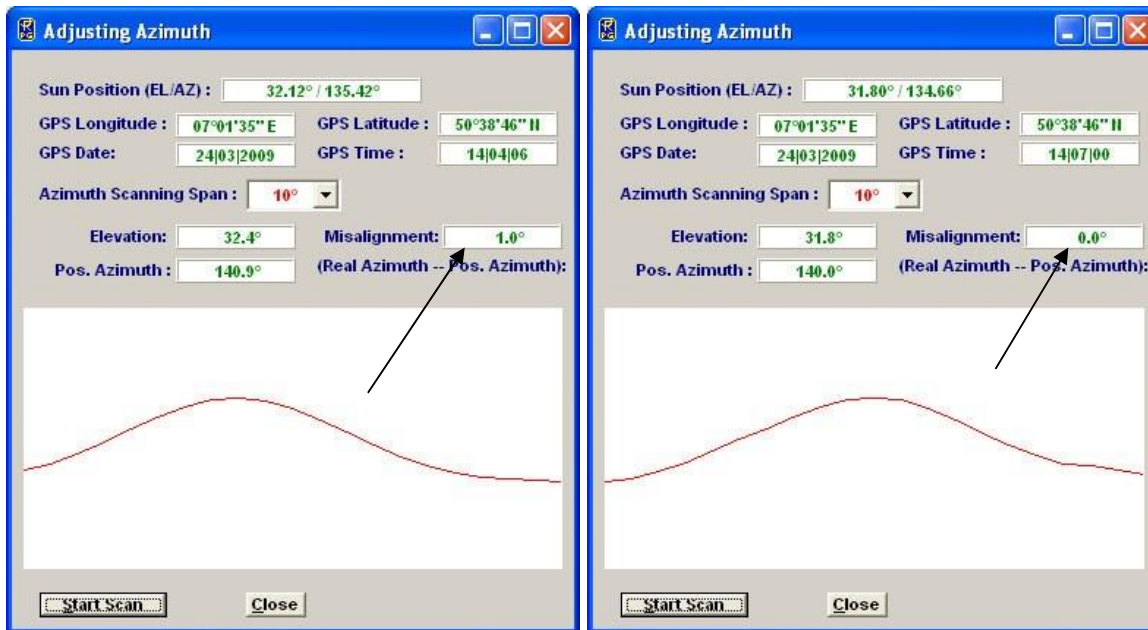 Adjusting Azimuth
Sun Position (EL/AZ) : 32.12° / 135.42°
GPS Longitude : 07°01'35" E GPS Latitude : 50°38'46" N
GPS Date: 24|03|2009 GPS Time : 14|04|06
Azimuth Scanning Span : 10°
Elevation: 32.4° Misalignment: 1.0°
Pos. Azimuth : 140.9° (Real Azimuth -- Pos. Azimuth):
Start Scan Close
Adjusting Azimuth
Sun Position (EL/AZ) : 31.80° / 134.66°
GPS Longitude : 07°01'35" E GPS Latitude : 50°38'46" N
GPS Date: 24|03|2009 GPS Time : 14|07|00
Azimuth Scanning Span : 10°
Elevation: 31.8° Misalignment: 0.0°
Pos. Azimuth : 140.0° (Real Azimuth -- Pos. Azimuth):
Start Scan Close